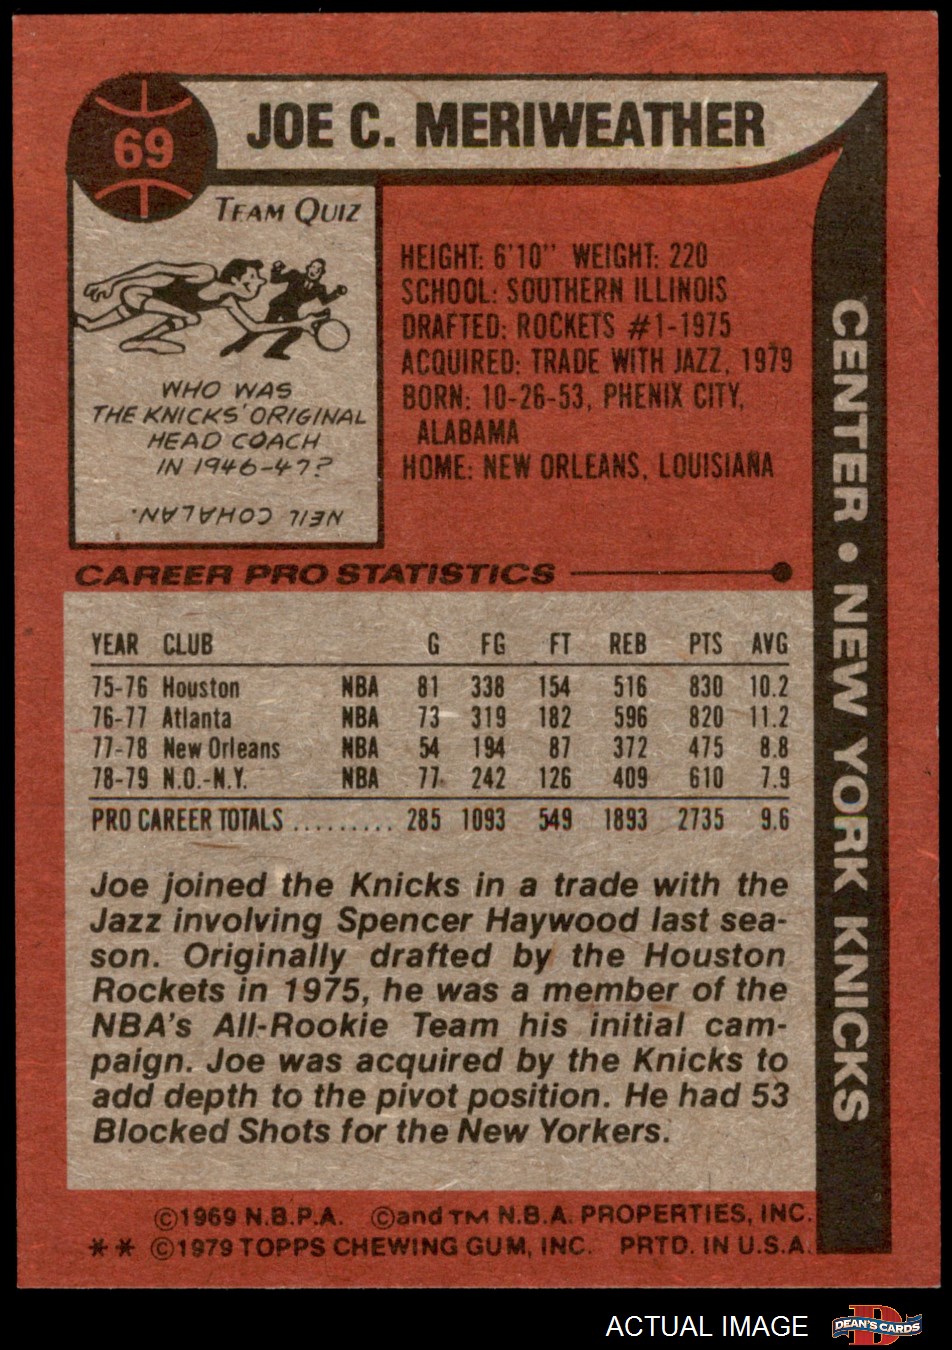 69
JOE C. MERIWEATHER
TEAM QUIZ
WHO WAS
THE KNICKS' ORIGINAL
HEAD COACH
IN 1946-47?
NEIL COHALAN.
HEIGHT: 6'10" WEIGHT: 220
SCHOOL: SOUTHERN ILLINOIS
DRAFTED: ROCKETS #1-1975
ACQUIRED: TRADE WITH JAZZ, 1979
BORN: 10-26-53, PHENIX CITY,
ALABAMA
HOME: NEW ORLEANS, LOUISIANA
CENTER • NEW YORK KNICKS
CAREER PRO STATISTICS
YEAR CLUB G FG FT REB PTS AVG
75-76 Houston NBA 81 338 154 516 830 10.2
76-77 Atlanta NBA 73 319 182 596 820 11.2
77-78 New Orleans NBA 54 194 87 372 475 8.8
78-79 N.O.-N.Y. NBA 77 242 126 409 610 7.9
PRO CAREER TOTALS .......... 285 1093 549 1893 2735 9.6
Joe joined the Knicks in a trade with the
Jazz involving Spencer Haywood last sea-
son. Originally drafted by the Houston
Rockets in 1975, he was a member of the
NBA's All-Rookie Team his initial cam-
paign. Joe was acquired by the Knicks to
add depth to the pivot position. He had 53
Blocked Shots for the New Yorkers.
©1969 N.B.P.A. ©and TM N.B.A. PROPERTIES, INC.
** ©1979 TOPPS CHEWING GUM, INC. PRTD. IN U.S.A.
ACTUAL IMAGE
DEAN'S CARDS